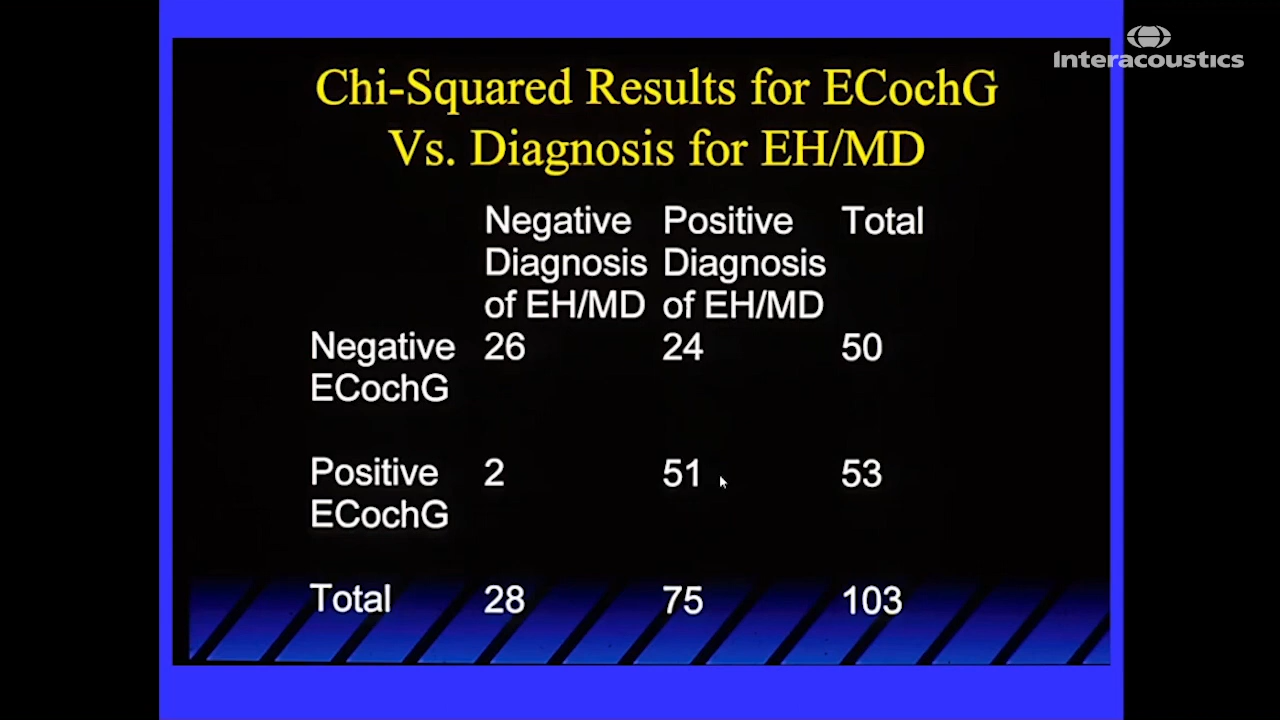 Interacoustics
Chi-Squared Results for ECochG
Vs. Diagnosis for EH/MD
Negative Positive Total
Diagnosis Diagnosis
of EH/MD of EH/MD
Negative 26 24 50
ECochG
Positive 2 51 53
ECochG
Total 28 75 103